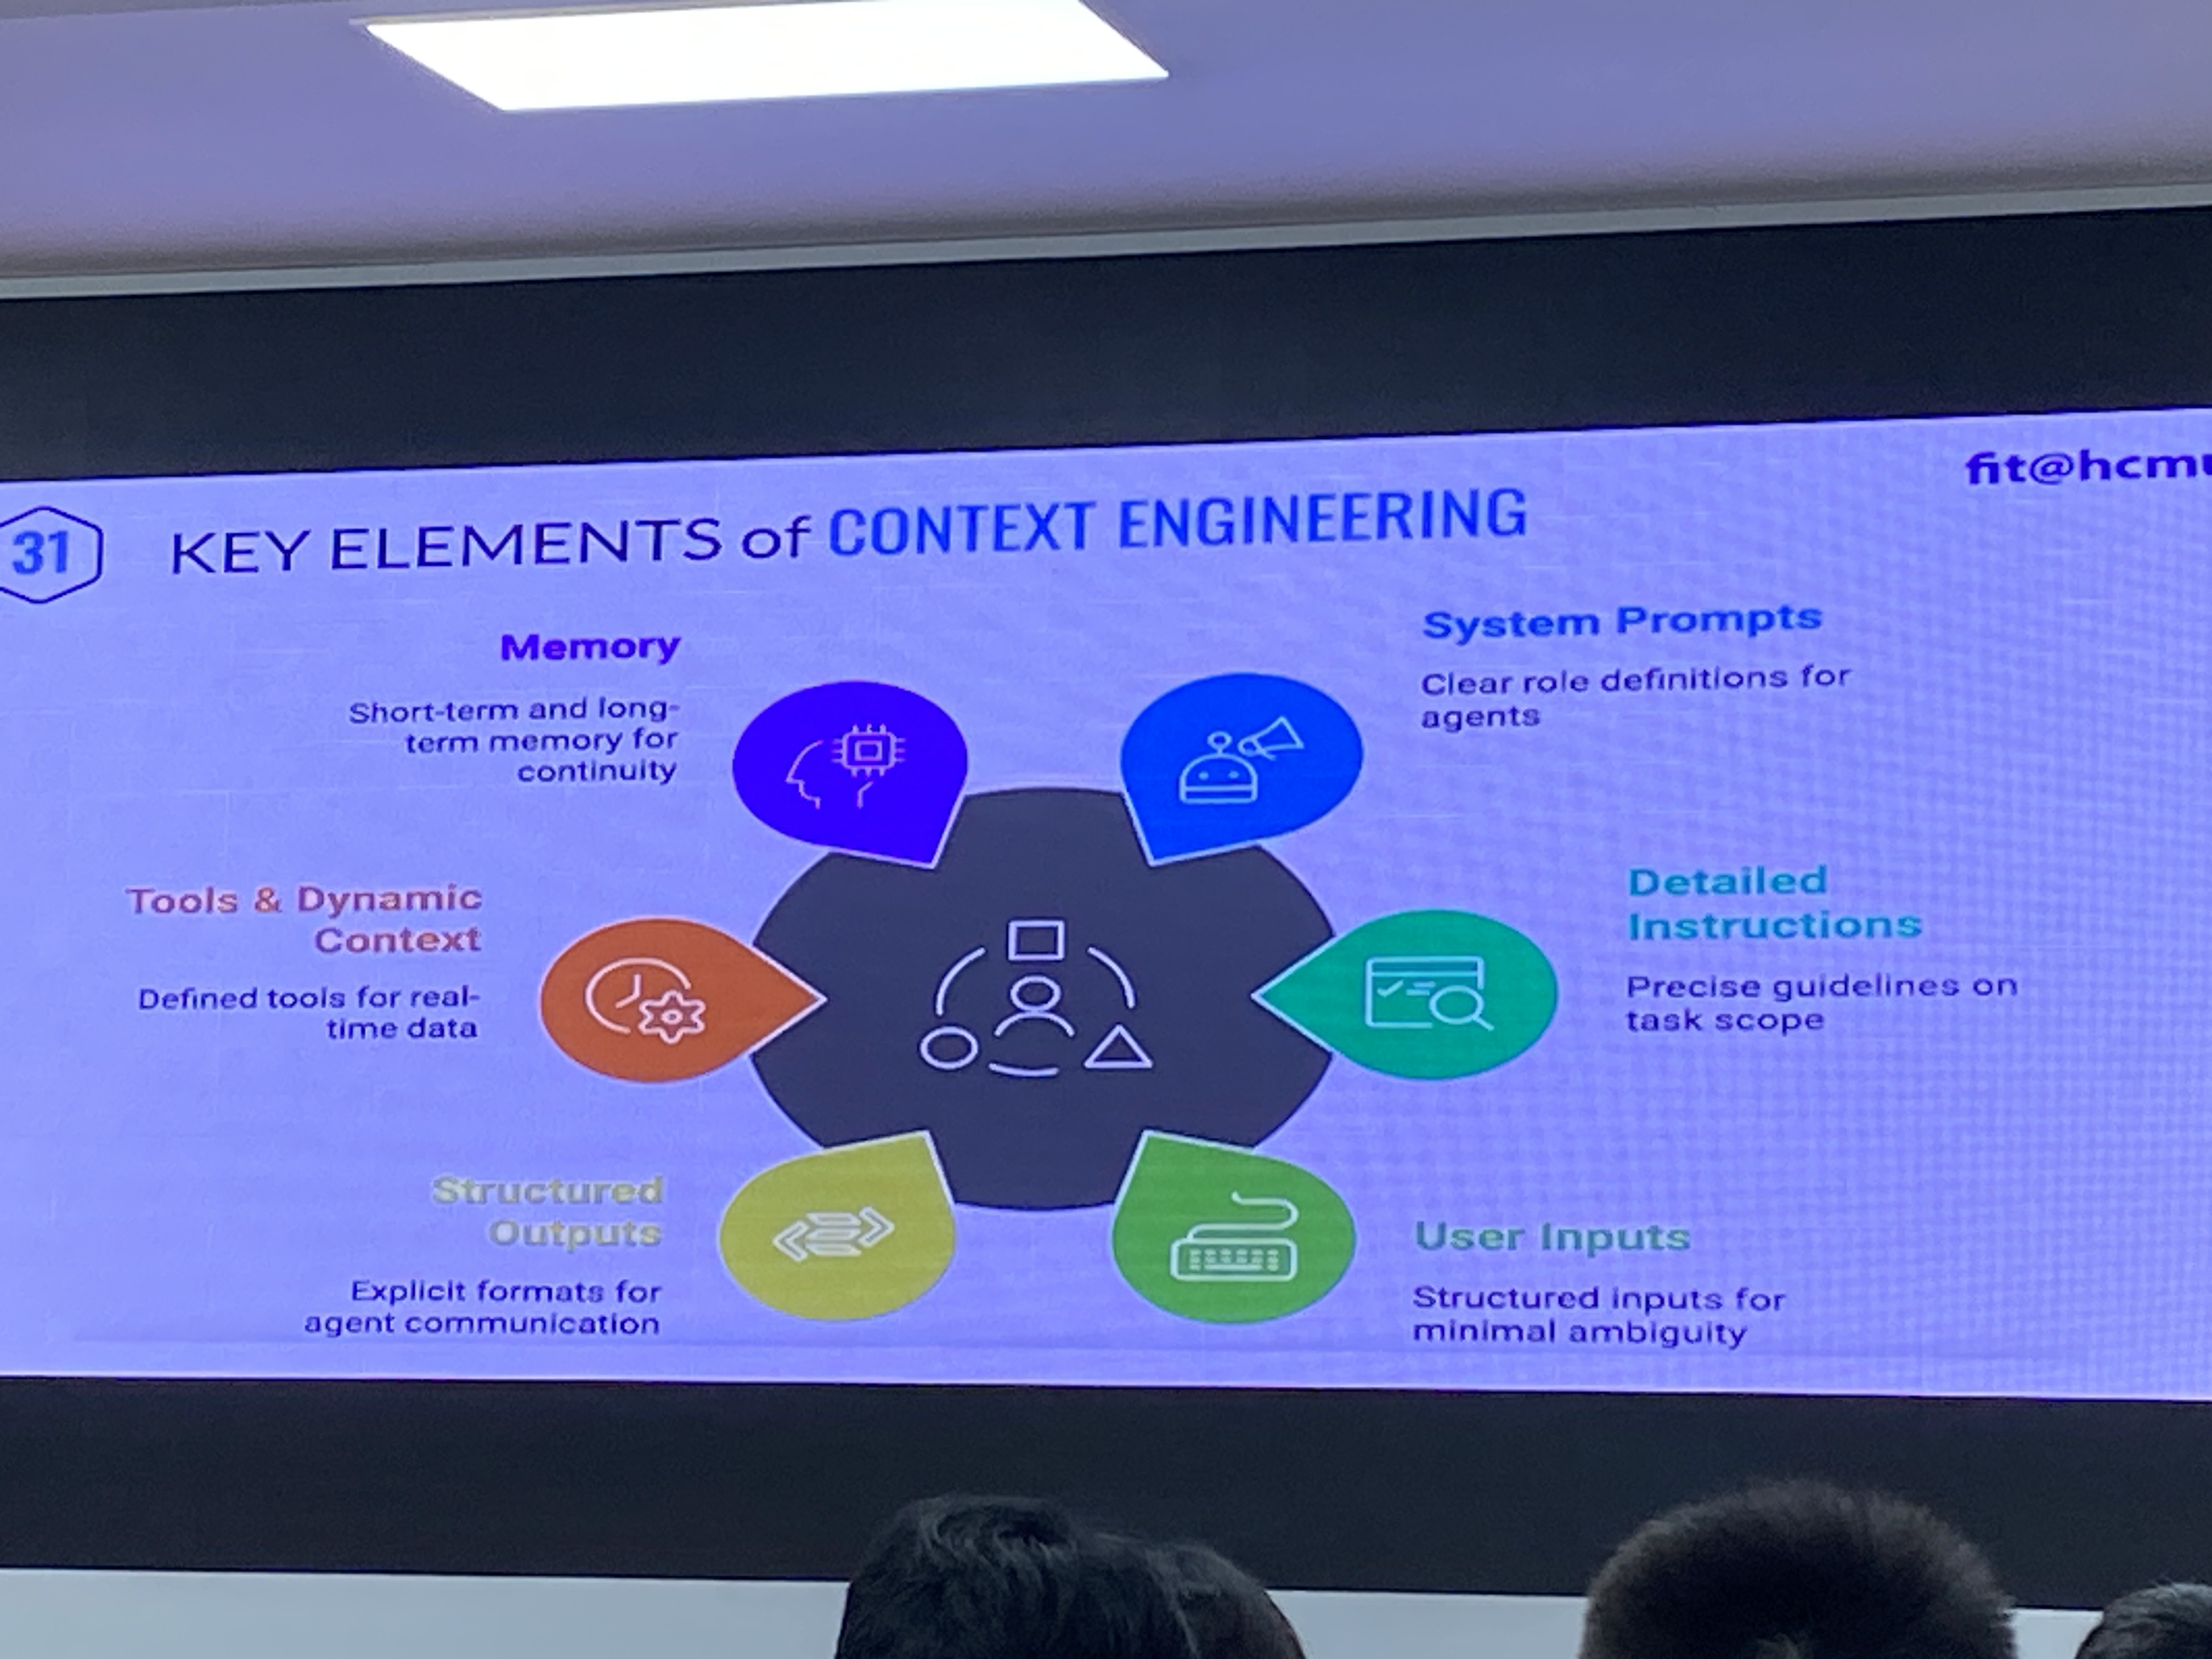 fit@hcmu
31
KEY ELEMENTS of CONTEXT ENGINEERING
Memory
Short-term and long-
term memory for
continuity
System Prompts
Clear role definitions for
agents
Tools & Dynamic
Context
Defined tools for real-
time data
Detailed
Instructions
Precise guidelines on
task scope
Structured
Outputs
Explicit formats for
agent communication
User Inputs
Structured inputs for
minimal ambiguity